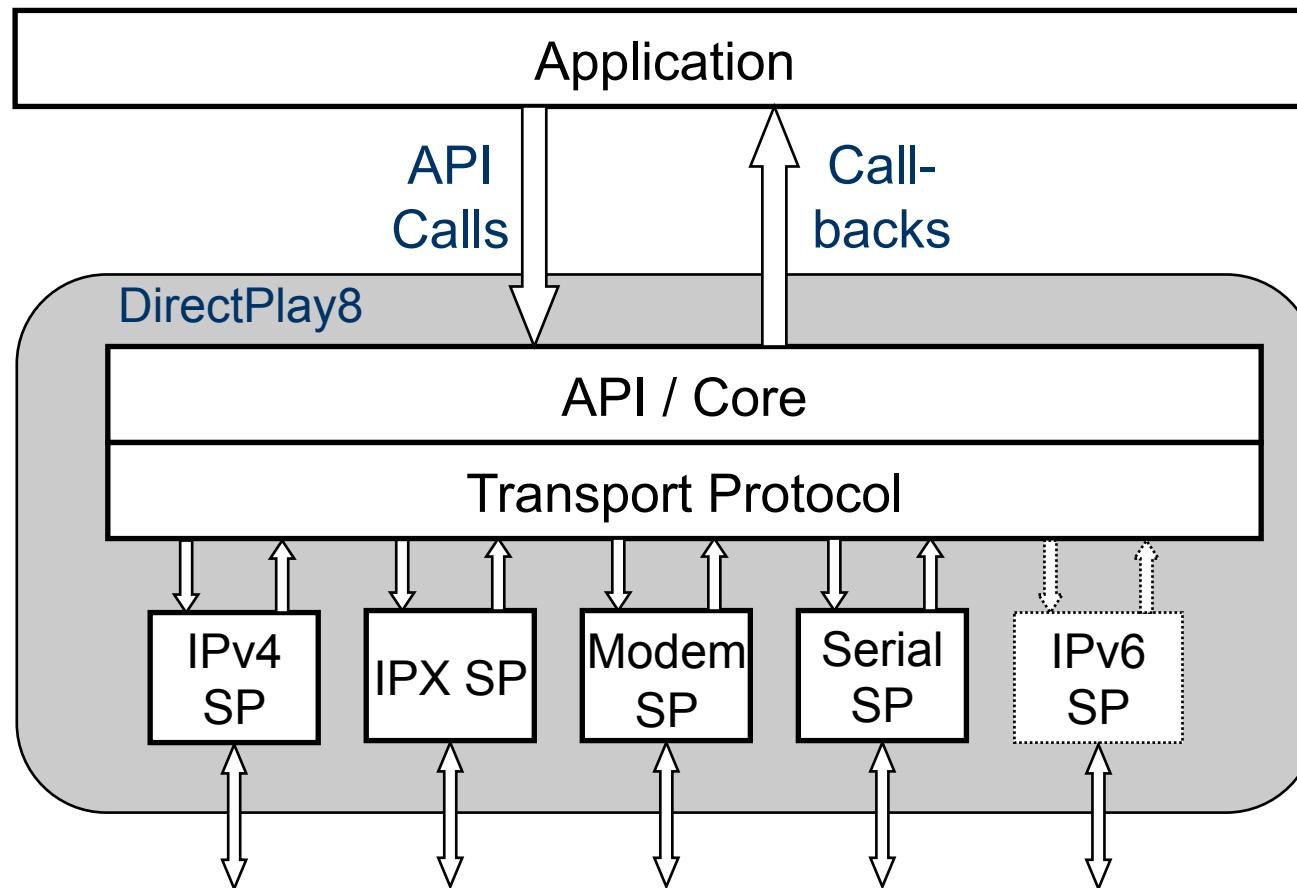 Application
API
Calls
Call-
backs
DirectPlay8
API / Core
Transport Protocol
IPv4
SP
IPX SP
Modem
SP
Serial
SP
IPv6
SP